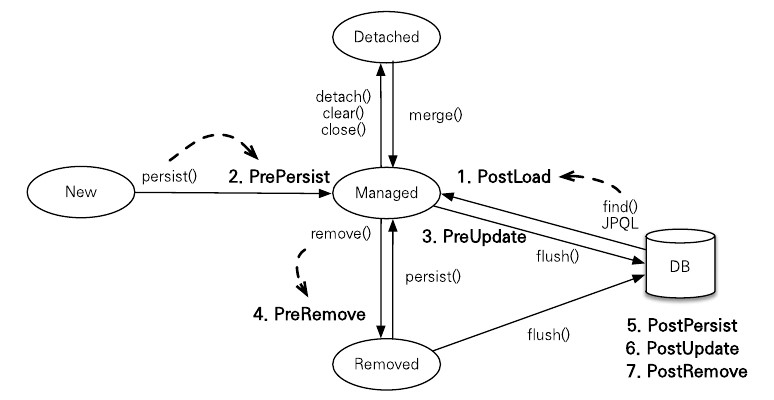 Detached
detach()
clear()
close()
merge()
New
persist()
2. PrePersist
Managed
1. PostLoad
find()
JPQL
remove()
3. PreUpdate
flush()
DB
persist()
4. PreRemove
Removed
flush()
5. PostPersist
6. PostUpdate
7. PostRemove